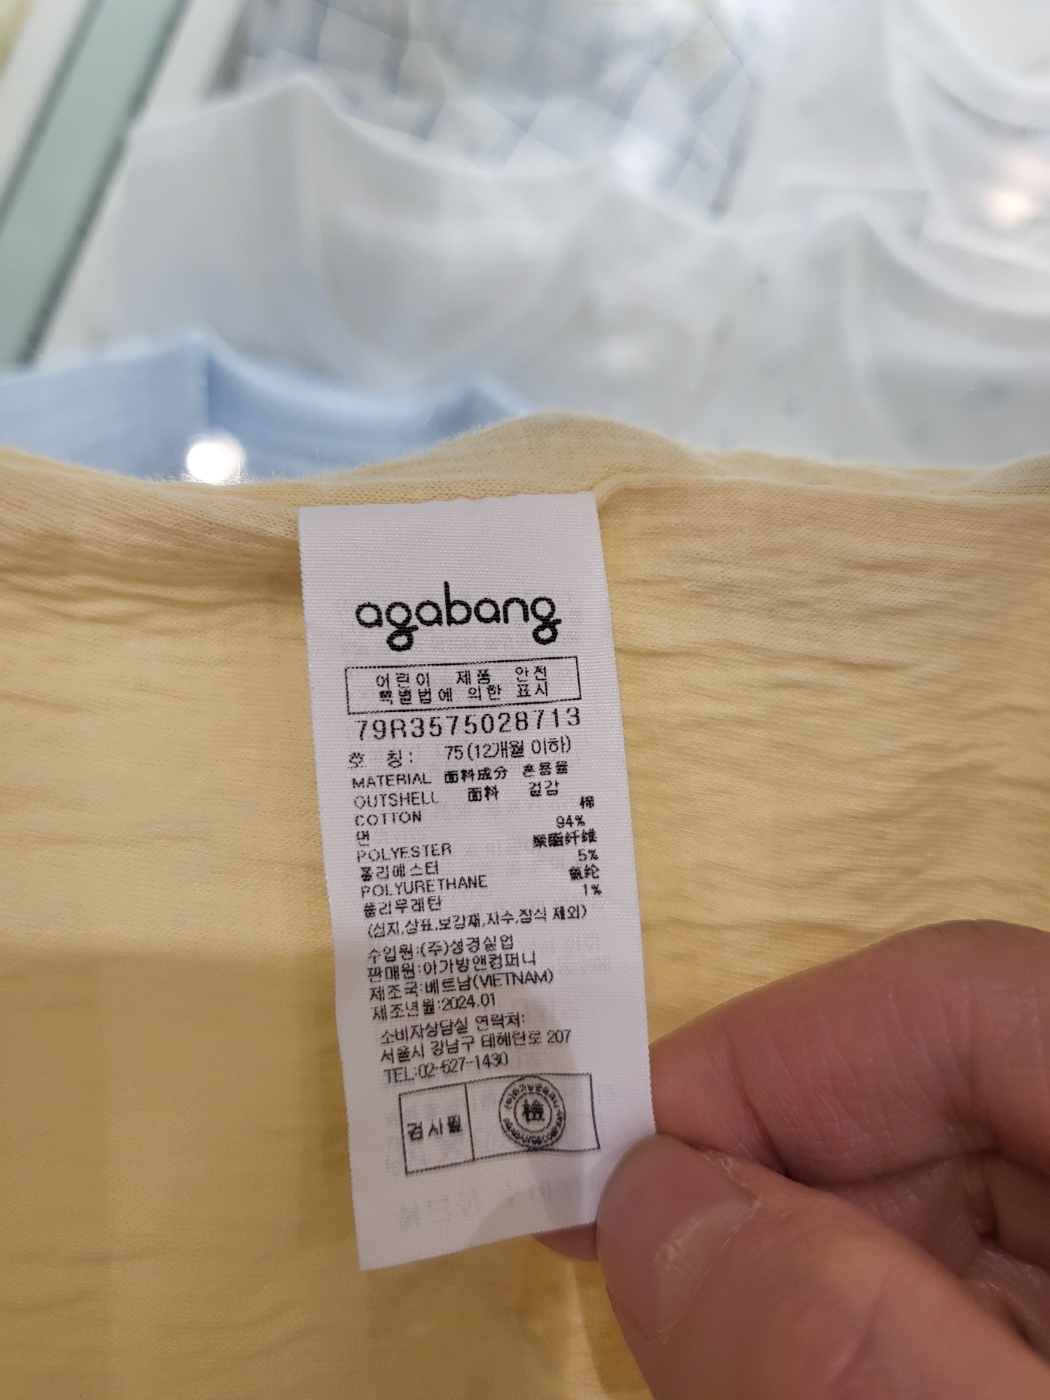 agabang
어린이 제품 안전
특별법에 의한 표시
79R3575028713
호 칭: 75(12개월 이하)
MATERIAL 面料成分 혼용률
OUTSHELL 面料 겉감
COTTON 棉
면 94%
POLYESTER 聚酯纤维
폴리에스터 5%
POLYURETHANE 氨纶
폴리우레탄 1%
(심지,상표,보강재,자수,장식 제외)
수입원:(주)성경실업
판매원:아가방앤컴퍼니
제조국:베트남(VIETNAM)
제조년월:2024.01
소비자상담실 연락처:
서울시 강남구 테헤란로 207
TEL:02-527-1430
검사필
檢